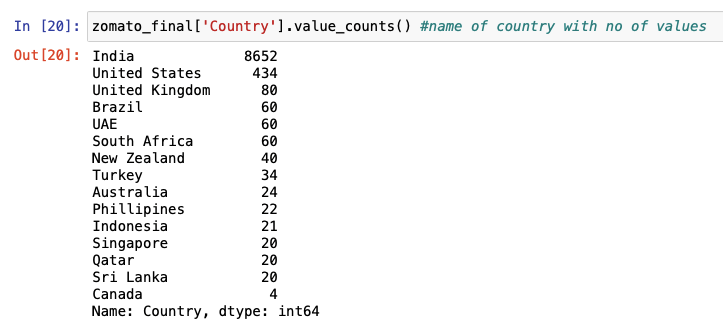 In [20]: zomato_final['Country'].value_counts() #name of country with no of values
Out[20]: India 8652
United States 434
United Kingdom 80
Brazil 60
UAE 60
South Africa 60
New Zealand 40
Turkey 34
Australia 24
Phillipines 22
Indonesia 21
Singapore 20
Qatar 20
Sri Lanka 20
Canada 4
Name: Country, dtype: int64